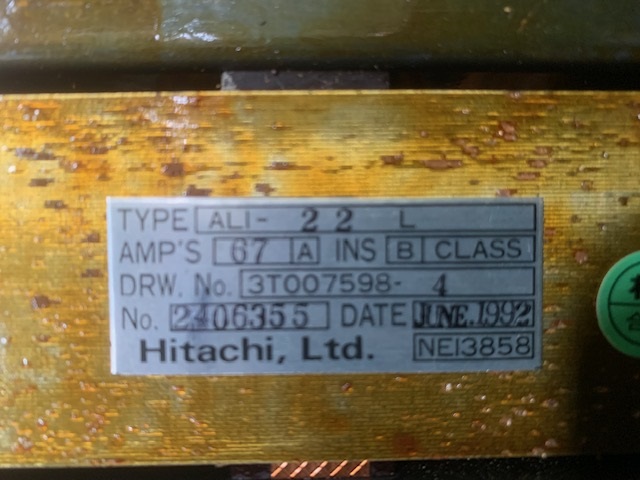 TYPE ALI- 22 L
AMP'S 67 A INS B CLASS
DRW. No. 3T007598- 4
No. 2406355 DATE JUNE.1992
Hitachi, Ltd. NE13858